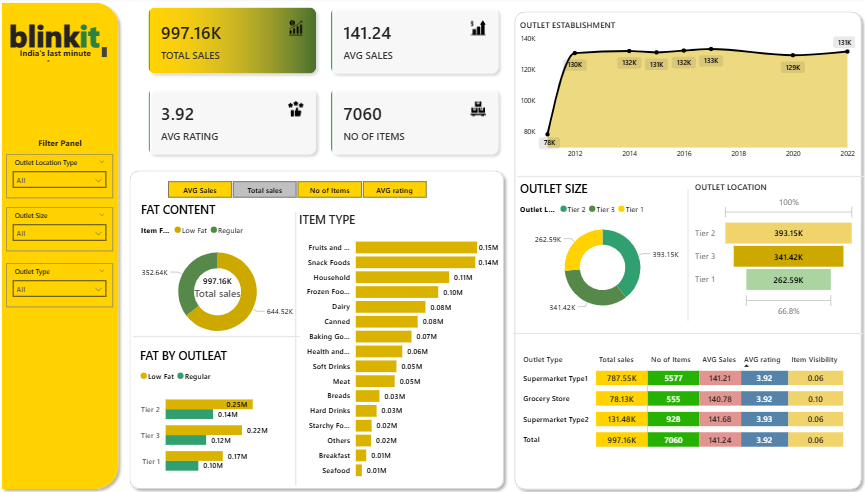 blinkit
India's last minute
Filter Panel
Outlet Location Type
All
Outlet Size
All
Outlet Type
All
997.16K
TOTAL SALES
141.24
AVG SALES
3.92
AVG RATING
7060
NO OF ITEMS
AVG Sales
Total sales
No of Items
AVG rating
FAT CONTENT
Item F...
Low Fat
Regular
352.64K
997.16K
Total sales
644.52K
FAT BY OUTLEAT
Low Fat
Regular
Tier 2
0.25M
0.14M
Tier 3
0.22M
0.12M
Tier 1
0.17M
0.10M
ITEM TYPE
Fruits and ...
0.15M
Snack Foods
0.14M
Household
0.11M
Frozen Foo...
0.10M
Dairy
0.08M
Canned
0.08M
Baking Go...
0.07M
Health and...
0.06M
Soft Drinks
0.05M
Meat
0.05M
Breads
0.03M
Hard Drinks
0.03M
Starchy Fo...
0.02M
Others
0.02M
Breakfast
0.01M
Seafood
0.01M
OUTLET ESTABLISHMENT
140K
120K
100K
80K
78K
130K
132K
131K
132K
133K
129K
131K
2012
2014
2016
2018
2020
2022
OUTLET SIZE
Outlet L...
Tier 2
Tier 3
Tier 1
262.59K
393.15K
341.42K
OUTLET LOCATION
100%
Tier 2
393.15K
Tier 3
341.42K
Tier 1
262.59K
66.8%
Outlet Type Total sales No of Items AVG Sales AVG rating Item Visibility
Supermarket Type1 787.55K 5577 141.21 3.92 0.06
Grocery Store 78.13K 555 140.78 3.92 0.10
Supermarket Type2 131.48K 928 141.68 3.93 0.06
Total 997.16K 7060 141.24 3.92 0.06